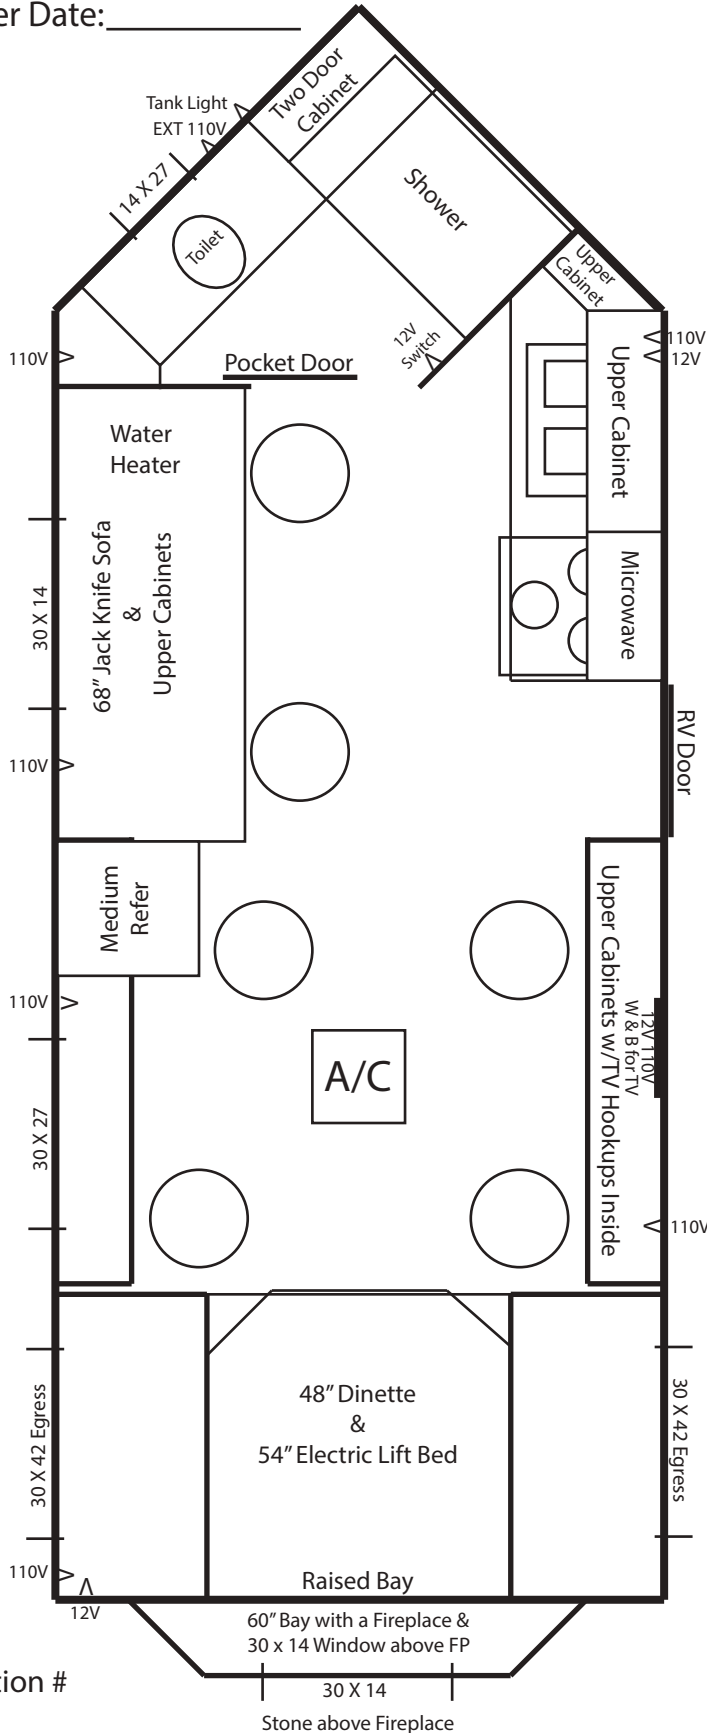 er Date:
Two Door
Cabinet
Tank Light
EXT 110V
14 X 27
Toilet
Shower
Upper
Cabinet
12V
Switch
110V
12V
110V
Pocket Door
Upper Cabinet
Water
Heater
68" Jack Knife Sofa
&
Upper Cabinets
30 X 14
Microwave
RV Door
110V
Medium
Refer
Upper Cabinets w/TV Hookups Inside
12V 110V
W & B for TV
110V
A/C
30 X 27
110V
48" Dinette
&
54" Electric Lift Bed
30 X 42 Egress
30 X 42 Egress
110V
12V
Raised Bay
60" Bay with a Fireplace &
30 x 14 Window above FP
30 X 14
tion #
Stone above Fireplace